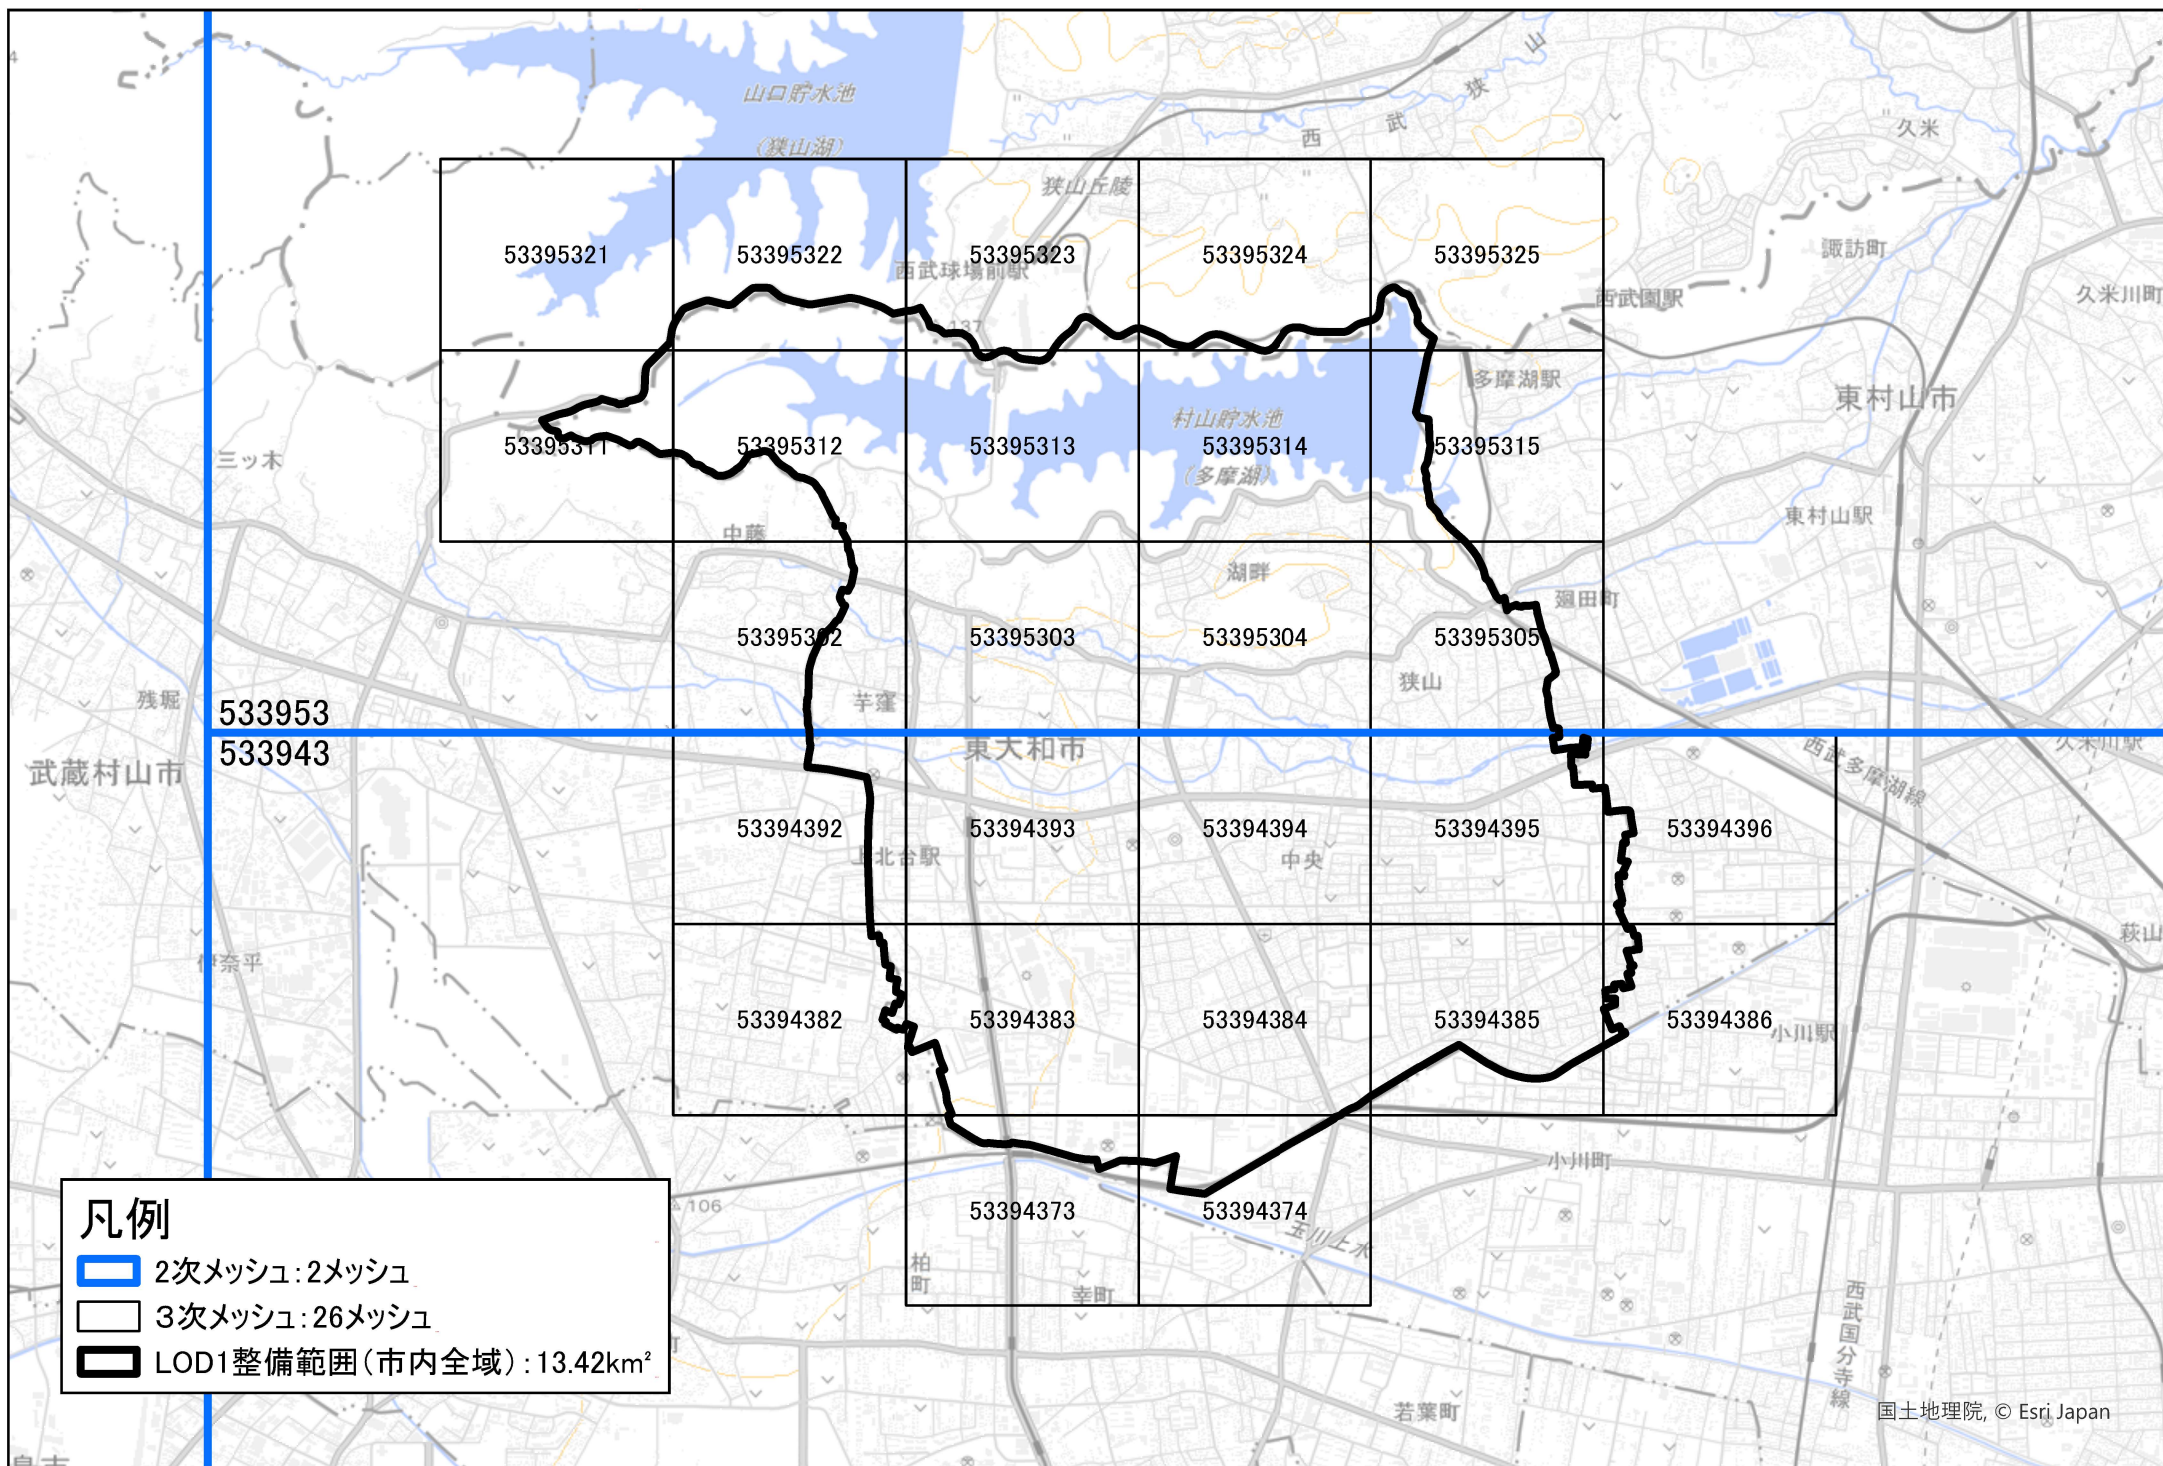 山口貯水池
(狭山湖)
西 武 狭 山
久米
狭山丘陵
諏訪町
53395321
53395322
53395323
53395324
53395325
西武球場前駅
137
西武園駅
久米川町
多摩湖駅
東村山市
村山貯水池
(多摩湖)
53395311
53395312
53395313
53395314
53395315
三ッ木
中藤
東村山駅
湖畔
廻田町
53395302
53395303
53395304
53395305
残堀
芋窪
狭山
533953
533943
東大和市
久米川駅
武蔵村山市
西武多摩湖線
53394392
53394393
53394394
53394395
53394396
上北台駅
中央
萩山
伊奈平
53394382
53394383
53394384
53394385
53394386
小川駅
小川町
106
53394373
53394374
玉川上水
柏町
幸町
西武国分寺線
若葉町
凡例
2次メッシュ:2メッシュ
3次メッシュ:26メッシュ
LOD1整備範囲(市内全域):13.42km²
国土地理院, © Esri Japan